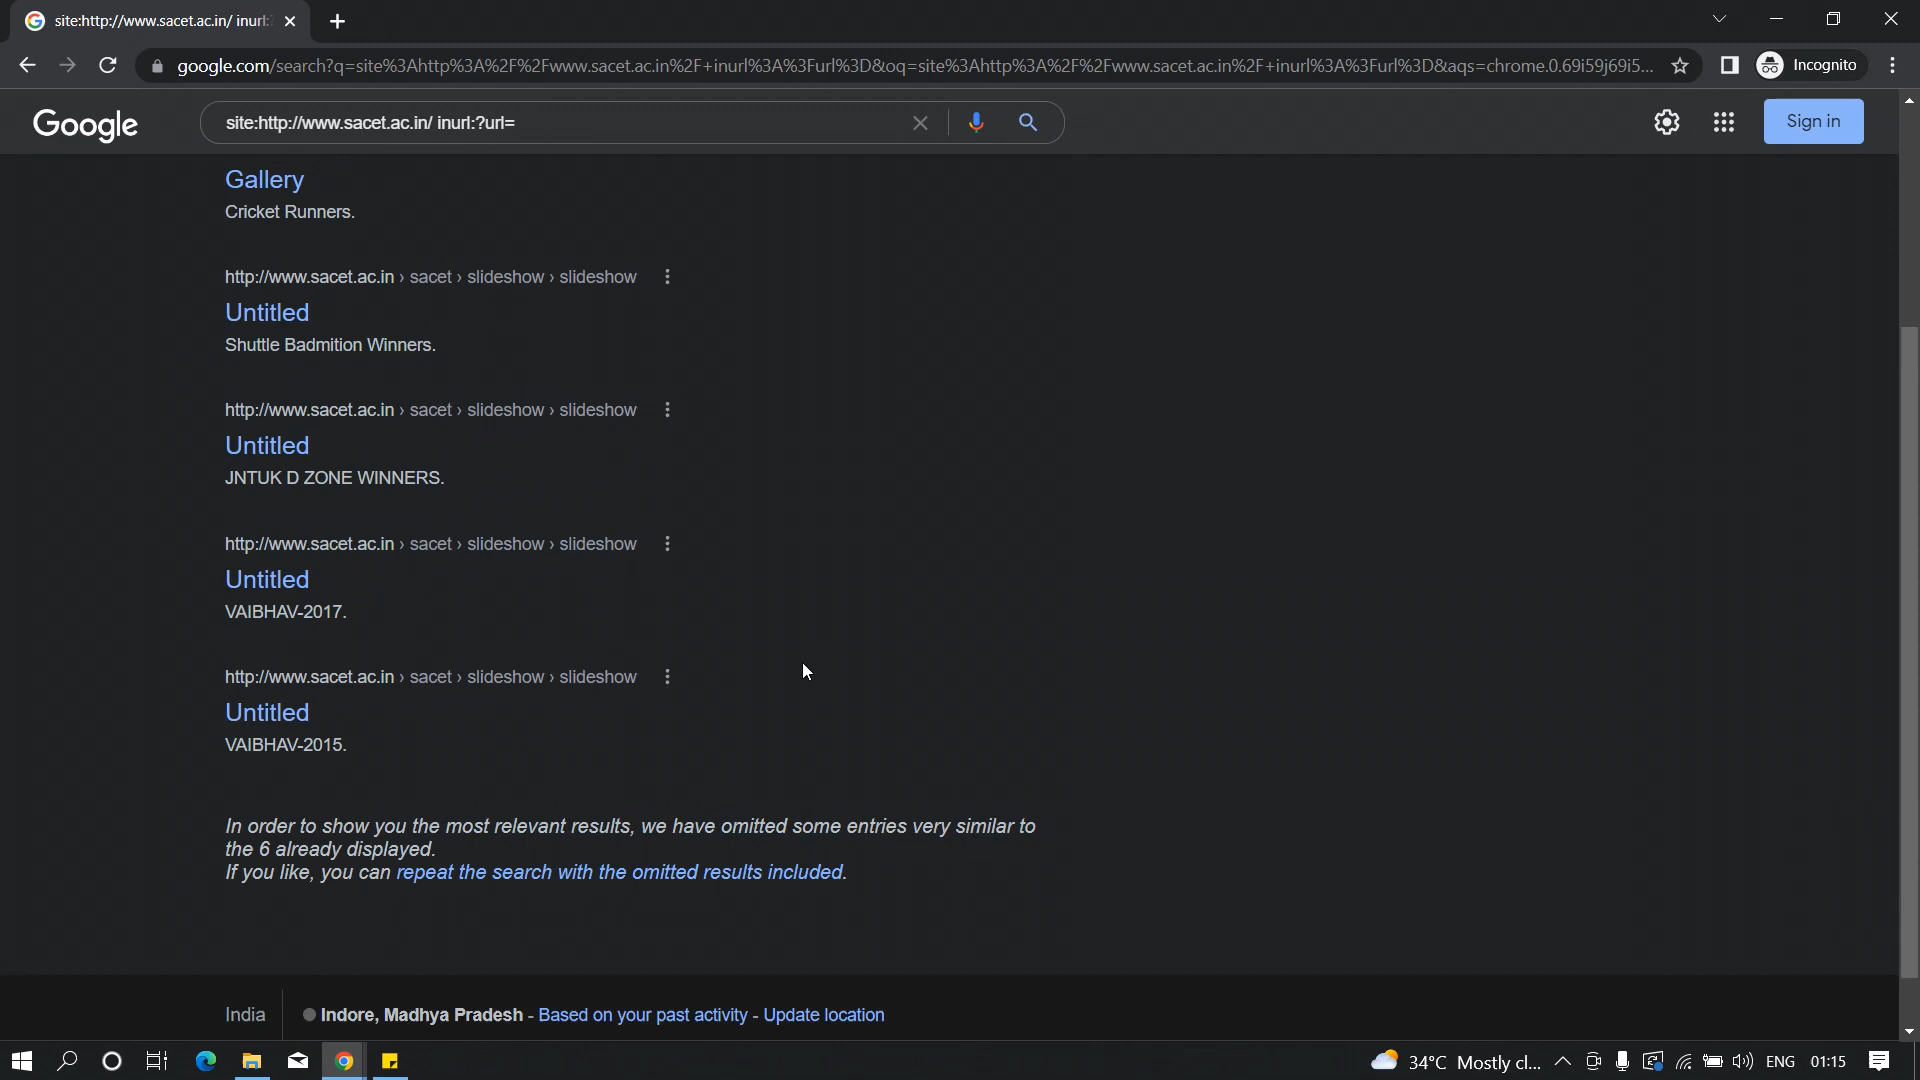 site:http://www.sacet.ac.in/ inurl:?
google.com/search?q=site%3Ahttp%3A%2F%2Fwww.sacet.ac.in%2F+inurl%3A%3Furl%3D&oq=site%3Ahttp%3A%2F%2Fwww.sacet.ac.in%2F+inurl%3A%3Furl%3D&aqs=chrome.0.69i59j69i5...
Incognito
Google
site:http://www.sacet.ac.in/ inurl:?url=
Sign in
Gallery
Cricket Runners.
http://www.sacet.ac.in › sacet › slideshow › slideshow
Untitled
Shuttle Badmition Winners.
http://www.sacet.ac.in › sacet › slideshow › slideshow
Untitled
JNTUK D ZONE WINNERS.
http://www.sacet.ac.in › sacet › slideshow › slideshow
Untitled
VAIBHAV-2017.
http://www.sacet.ac.in › sacet › slideshow › slideshow
Untitled
VAIBHAV-2015.
In order to show you the most relevant results, we have omitted some entries very similar to
the 6 already displayed.
If you like, you can repeat the search with the omitted results included.
India
Indore, Madhya Pradesh - Based on your past activity - Update location
34°C Mostly cl...
ENG
01:15